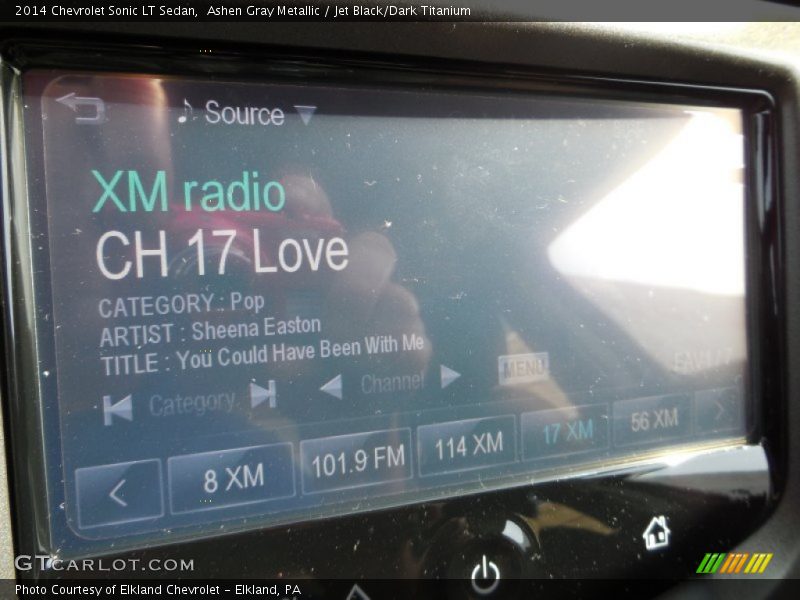 2014 Chevrolet Sonic LT Sedan,  Ashen Gray Metallic / Jet Black/Dark Titanium
Source
XM radio
CH 17 Love
CATEGORY : Pop
ARTIST : Sheena Easton
TITLE : You Could Have Been With Me
Category
Channel
MENU
8 XM
101.9 FM
114 XM
17 XM
56 XM
GTCARLOT.COM
Photo Courtesy of Elkland Chevrolet - Elkland, PA